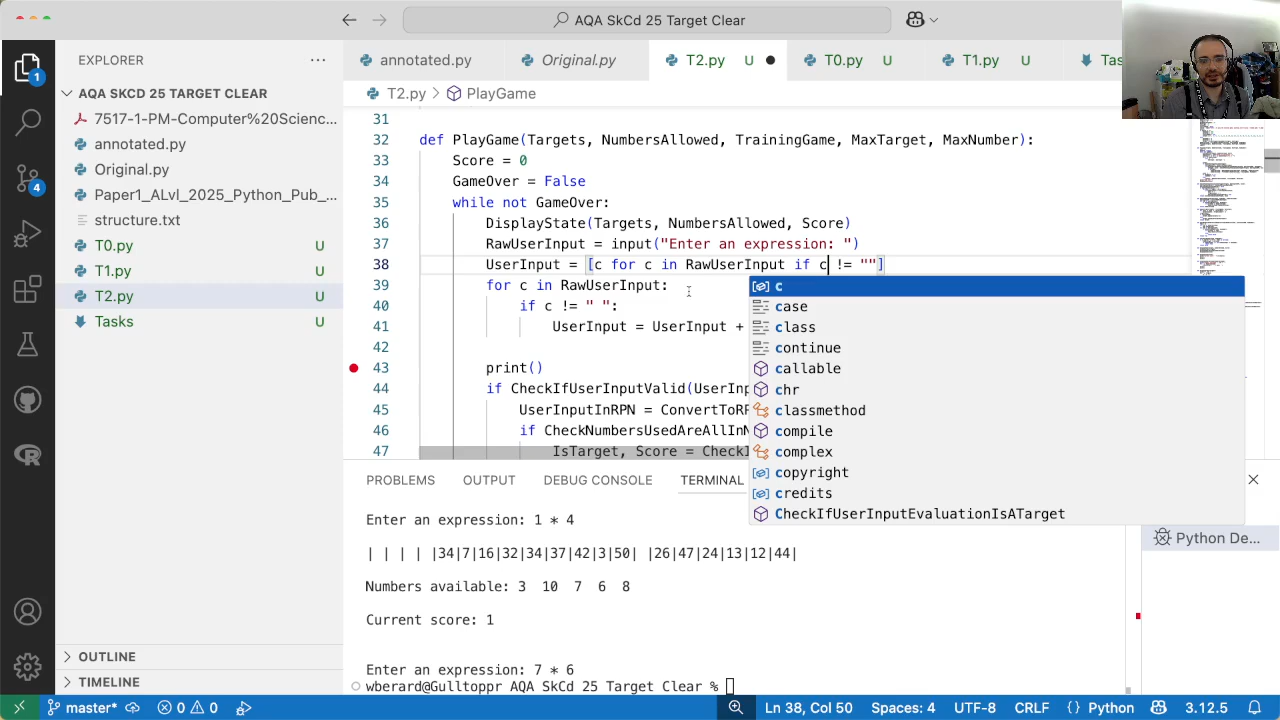 AQA SkCd 25 Target Clear
EXPLORER
AQA SKCD 25 TARGET CLEAR
7517-1-PM-Computer%20Scienc...
annotated.py
Original.py
Paper1_ALvl_2025_Python_Pub_...
structure.txt
T0.py U
T1.py U
T2.py U
Tasks U
OUTLINE
TIMELINE
1
4
annotated.py
Original.py
T2.py U
T0.py U
T1.py U
Tas
T2.py > PlayGame
31
32 def PlayGame(Targets, NumbersAllowed, TrainingGame, MaxTarget, MaxNumber):
33 Score = 0
34 GameOver = False
35 while not GameOver:
36 DisplayState(Targets, NumbersAllowed, Score)
37 RawUserInput = input("Enter an expression: ")
38 UserInput = [c for c in RawUserInput if c != ""]
39 for c in RawUserInput:
40 if c != " ":
41 UserInput = UserInput +
42
43 print()
44 if CheckIfUserInputValid(UserInp
45 UserInputInRPN = ConvertToRP
46 if CheckNumbersUsedAreAllInN
47 IsTarget, Score = CheckI
c
case
class
continue
callable
chr
classmethod
compile
complex
copyright
credits
CheckIfUserInputEvaluationIsATarget
PROBLEMS OUTPUT DEBUG CONSOLE TERMINAL
Python De...
Enter an expression: 1 * 4
| | | | |34|7|16|32|34|37|42|3|50| |26|47|24|13|12|44|
Numbers available: 3 10 7 6 8
Current score: 1
Enter an expression: 7 * 6
wberard@Gulltoppr AQA SkCd 25 Target Clear %
master* 0 0 Ln 38, Col 50 Spaces: 4 UTF-8 CRLF {} Python 3.12.5